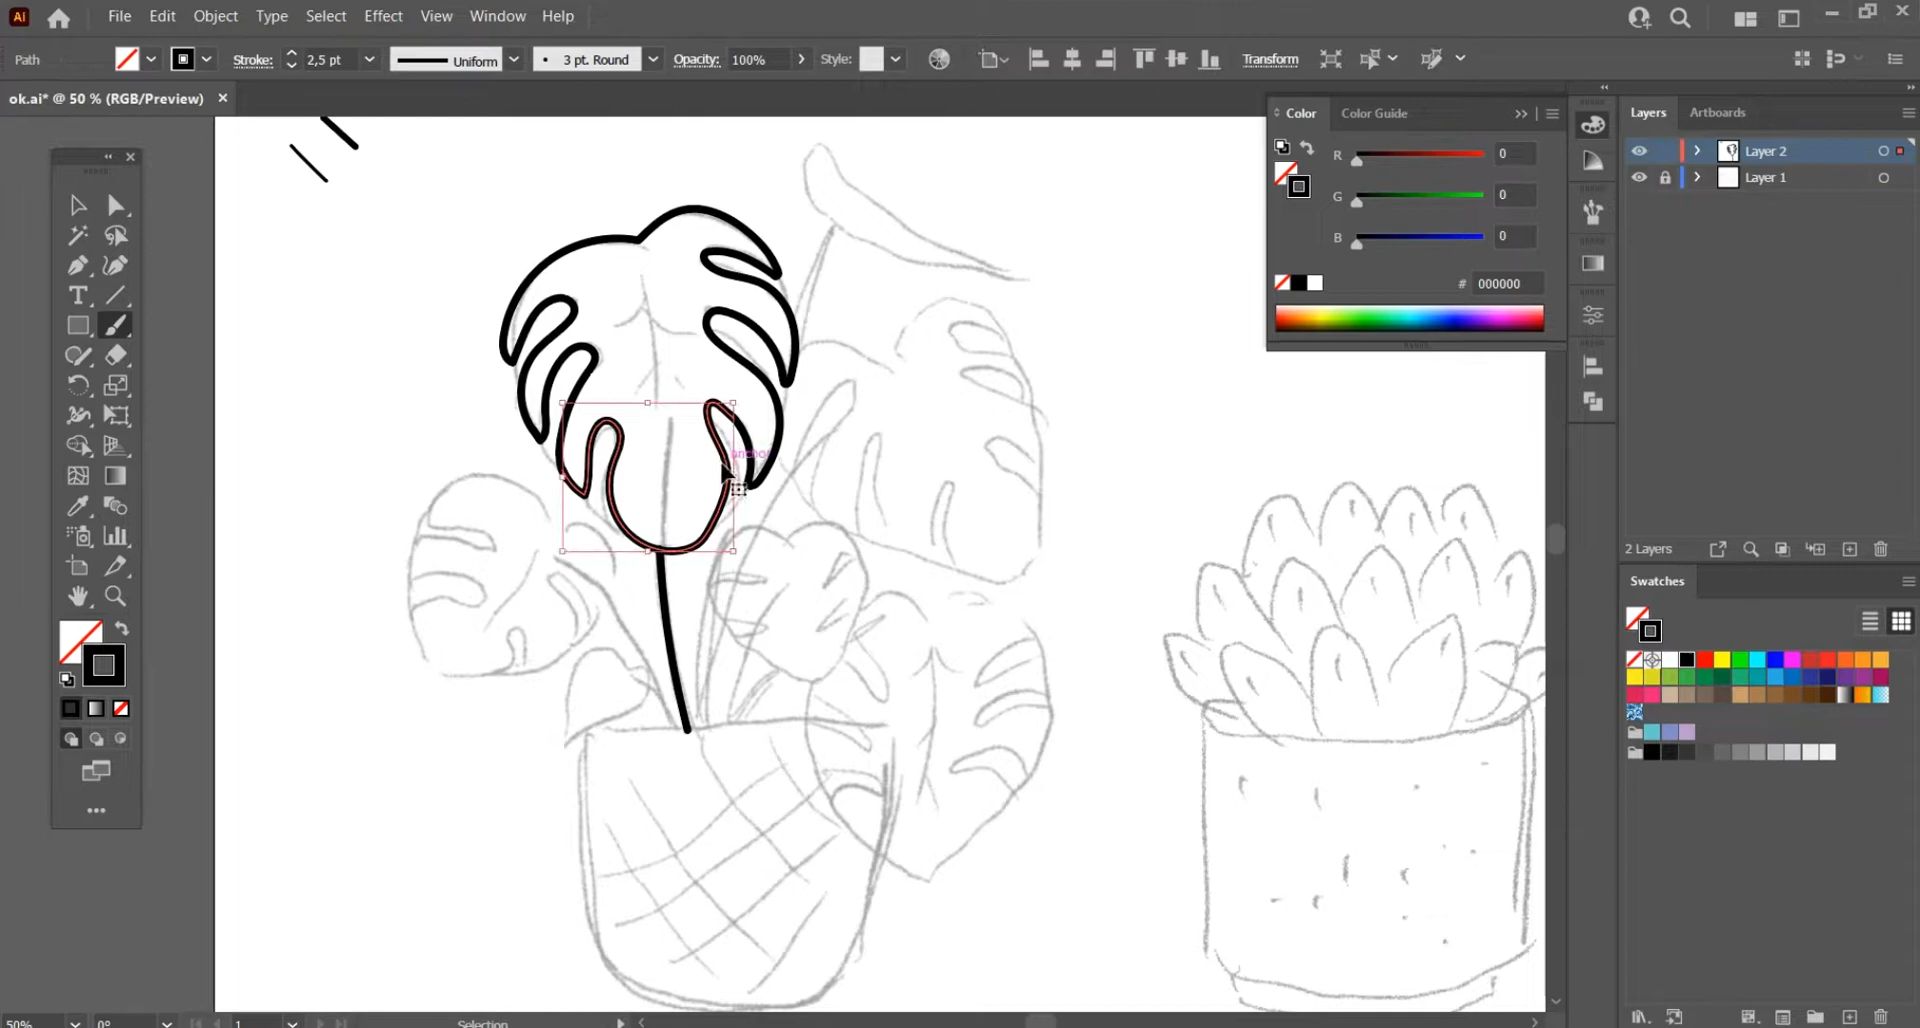 Ai File Edit Object Type Select Effect View Window Help
Path Stroke: 2,5 pt Uniform 3 pt. Round Opacity: 100% Style: Transform
ok.ai* @ 50 % (RGB/Preview)
Color Color Guide
R 0
G 0
B 0
# 000000
Layers Artboards
Layer 2
Layer 1
2 Layers
Swatches
50% 0° 1 Selection